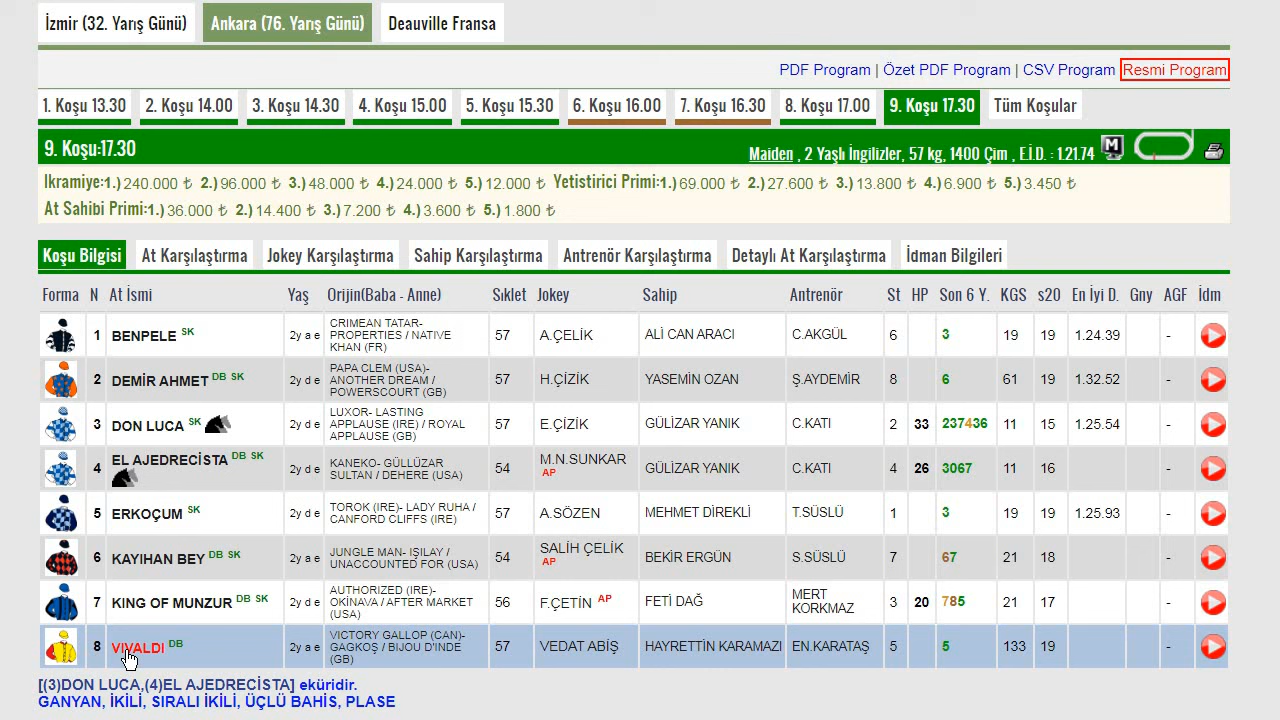 İzmir (32. Yarış Günü) Ankara (76. Yarış Günü) Deauville Fransa
PDF Program | Özet PDF Program | CSV Program Resmi Program
1. Koşu 13.30 2. Koşu 14.00 3. Koşu 14.30 4. Koşu 15.00 5. Koşu 15.30 6. Koşu 16.00 7. Koşu 16.30 8. Koşu 17.00 9. Koşu 17.30 Tüm Koşular
9. Koşu:17.30 Maiden , 2 Yaşlı İngilizler, 57 kg, 1400 Çim , E.İ.D. : 1.21.74 M
Ikramiye:1.) 240.000 ₺ 2.) 96.000 ₺ 3.) 48.000 ₺ 4.) 24.000 ₺ 5.) 12.000 ₺ Yetistirici Primi:1.) 69.000 ₺ 2.) 27.600 ₺ 3.) 13.800 ₺ 4.) 6.900 ₺ 5.) 3.450 ₺
At Sahibi Primi:1.) 36.000 ₺ 2.) 14.400 ₺ 3.) 7.200 ₺ 4.) 3.600 ₺ 5.) 1.800 ₺
Koşu Bilgisi At Karşılaştırma Jokey Karşılaştırma Sahip Karşılaştırma Antrenör Karşılaştırma Detaylı At Karşılaştırma İdman Bilgileri
Forma N At İsmi Yaş Orijin(Baba - Anne) Sıklet Jokey Sahip Antrenör St HP Son 6 Y. KGS s20 En İyi D. Gny AGF İdm
1 BENPELE SK 2y a e CRIMEAN TATAR- PROPERTIES / NATIVE KHAN (FR) 57 A.ÇELİK ALİ CAN ARACI C.AKGÜL 6 3 19 19 1.24.39 -
2 DEMİR AHMET DB SK 2y d e PAPA CLEM (USA)- ANOTHER DREAM / POWERSCOURT (GB) 57 H.ÇİZİK YASEMİN OZAN Ş.AYDEMİR 8 6 61 19 1.32.52 -
3 DON LUCA SK 2y d e LUXOR- LASTING APPLAUSE (IRE) / ROYAL APPLAUSE (GB) 57 E.ÇİZİK GÜLİZAR YANIK C.KATI 2 33 237436 11 15 1.25.54 -
4 EL AJEDRECİSTA DB SK 2y d e KANEKO- GÜLLÜZAR SULTAN / DEHERE (USA) 54 M.N.SUNKAR AP GÜLİZAR YANIK C.KATI 4 26 3067 11 16 -
5 ERKOÇUM SK 2y d e TOROK (IRE)- LADY RUHA / CANFORD CLIFFS (IRE) 57 A.SÖZEN MEHMET DİREKLİ T.SÜSLÜ 1 3 19 19 1.25.93 -
6 KAYIHAN BEY DB SK 2y a e JUNGLE MAN- IŞILAY / UNACCOUNTED FOR (USA) 54 SALİH ÇELİK AP BEKİR ERGÜN S.SÜSLÜ 7 67 21 18 -
7 KING OF MUNZUR DB SK 2y d e AUTHORIZED (IRE)- OKİNAVA / AFTER MARKET (USA) 56 F.ÇETİN AP FETİ DAĞ MERT KORKMAZ 3 20 785 21 17 -
8 VIVALDI DB 2y a e VICTORY GALLOP (CAN)- GAGKOŞ / BIJOU D'INDE (GB) 57 VEDAT ABİŞ HAYRETTİN KARAMAZI EN.KARATAŞ 5 5 133 19 -
[(3)DON LUCA,(4)EL AJEDRECİSTA] eküridir.
GANYAN, İKİLİ, SIRALI İKİLİ, ÜÇLÜ BAHİS, PLASE